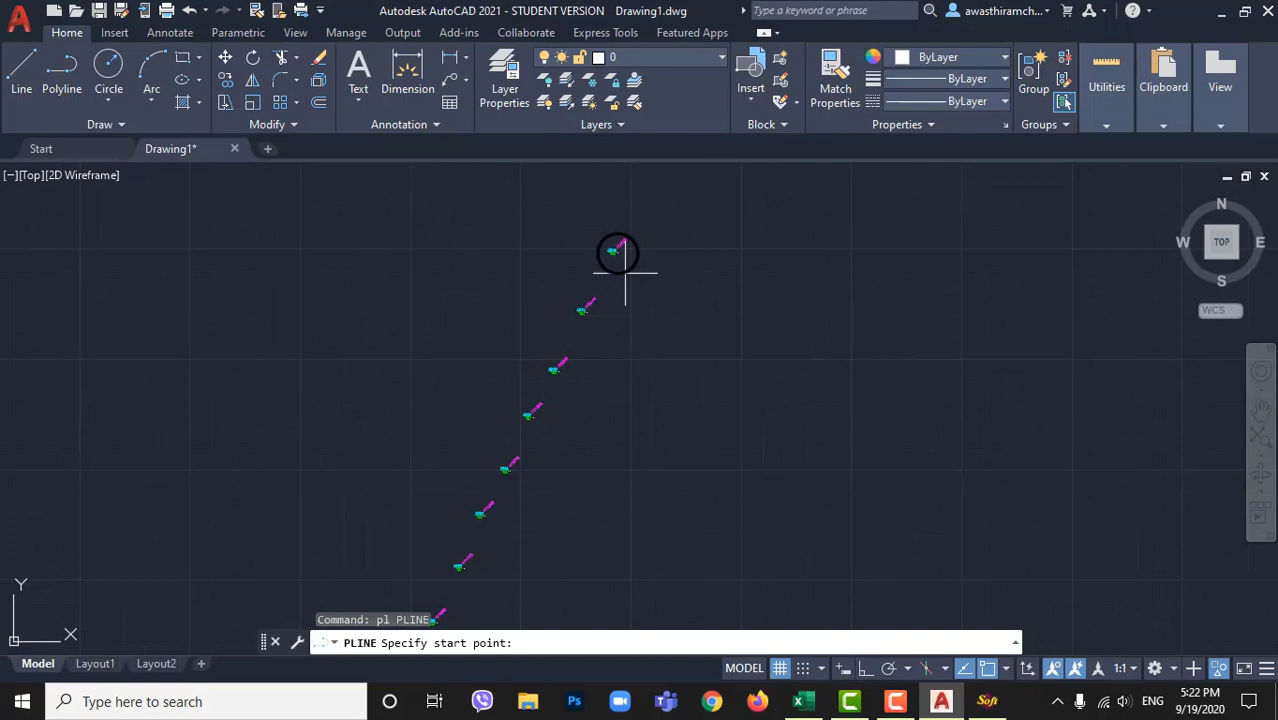 Autodesk AutoCAD 2021 - STUDENT VERSION Drawing1.dwg
Type a keyword or phrase
awasthiramch...
Home Insert Annotate Parametric View Manage Output Add-ins Collaborate Express Tools Featured Apps
0
ByLayer
ByLayer
ByLayer
Line Polyline Circle Arc
Text Dimension
Layer Properties
Insert
Match Properties
Group
Utilities
Clipboard
View
Draw Modify Annotation Layers Block Properties Groups
Start Drawing1*
[−][Top][2D Wireframe]
N
W TOP E
S
WCS
Y
X
Command: pl PLINE
PLINE Specify start point:
Model Layout1 Layout2
MODEL 1:1
Type here to search
ENG
5:22 PM
9/19/2020